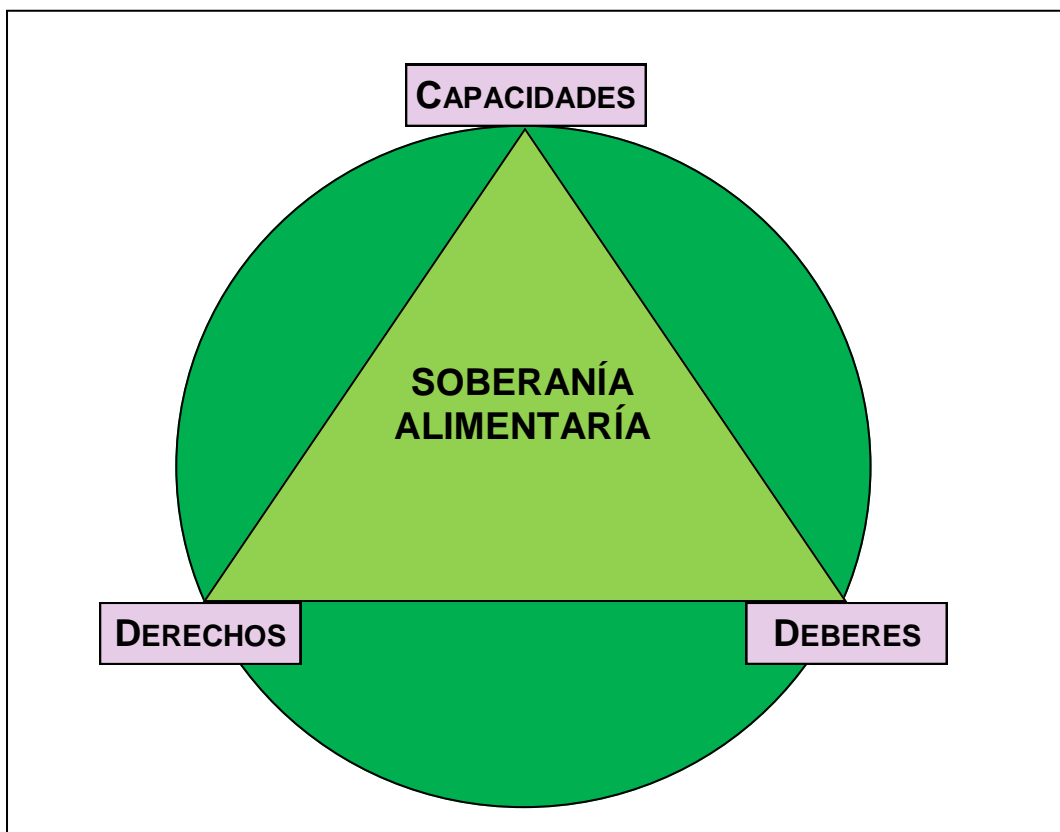 CAPACIDADES
SOBERANÍA
ALIMENTARÍA
DERECHOS
DEBERES